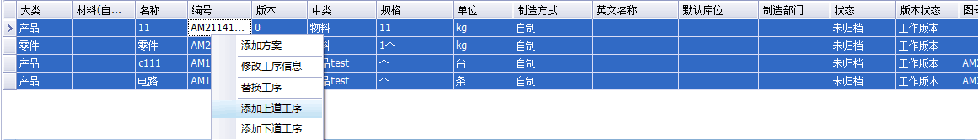 大类 材料(自... 名称 编号 版本 中类 规格 单位 制造方式 英文名称 默认库位 制造部门 状态 版本状态 图号
产品 11 AM21141... 0 物料 11 kg 自制 未归档 工作版本
零件 零件 AM2 料 1个 kg 自制 未归档 工作版本
产品 c111 AM1 品test 个 台 自制 未归档 工作版本 AM2
产品 电路 AM1 品test 个 条 自制 未归档 工作版本 AM1
添加方案
修改工序信息
替换工序
添加上道工序
添加下道工序